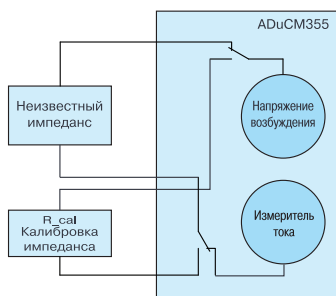 ADuCM355
Неизвестный
импеданс
Напряжение
возбуждения
R_cal
Калибровка
импеданса
Измеритель
тока